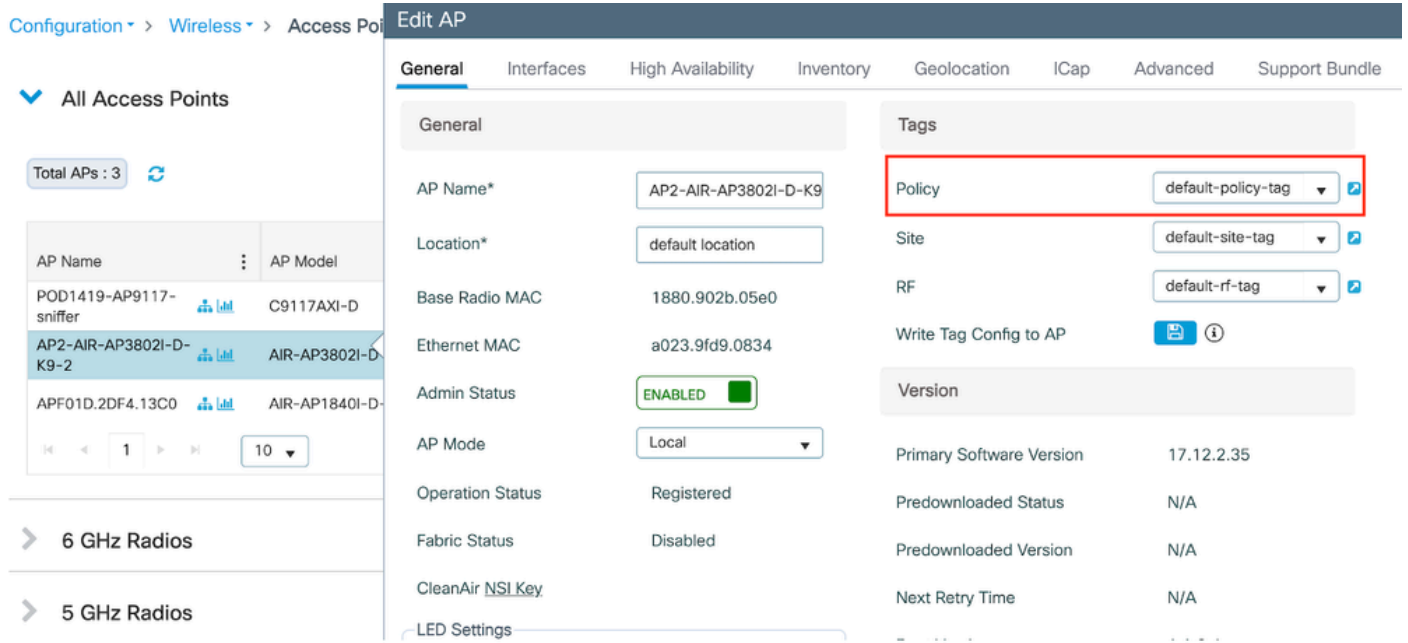 Configuration > Wireless > Access Poi
All Access Points
Total APs : 3
AP Name
AP Model
POD1419-AP9117-
sniffer
C9117AXI-D
AP2-AIR-AP3802I-D-
K9-2
AIR-AP3802I-D
APF01D.2DF4.13C0
AIR-AP1840I-D-
1
10
6 GHz Radios
5 GHz Radios
Edit AP
General
Interfaces
High Availability
Inventory
Geolocation
ICap
Advanced
Support Bundle
General
AP Name*
AP2-AIR-AP3802I-D-K9
Location*
default location
Base Radio MAC
1880.902b.05e0
Ethernet MAC
a023.9fd9.0834
Admin Status
ENABLED
AP Mode
Local
Operation Status
Registered
Fabric Status
Disabled
CleanAir NSI Key
LED Settings
Tags
Policy
default-policy-tag
Site
default-site-tag
RF
default-rf-tag
Write Tag Config to AP
Version
Primary Software Version
17.12.2.35
Predownloaded Status
N/A
Predownloaded Version
N/A
Next Retry Time
N/A